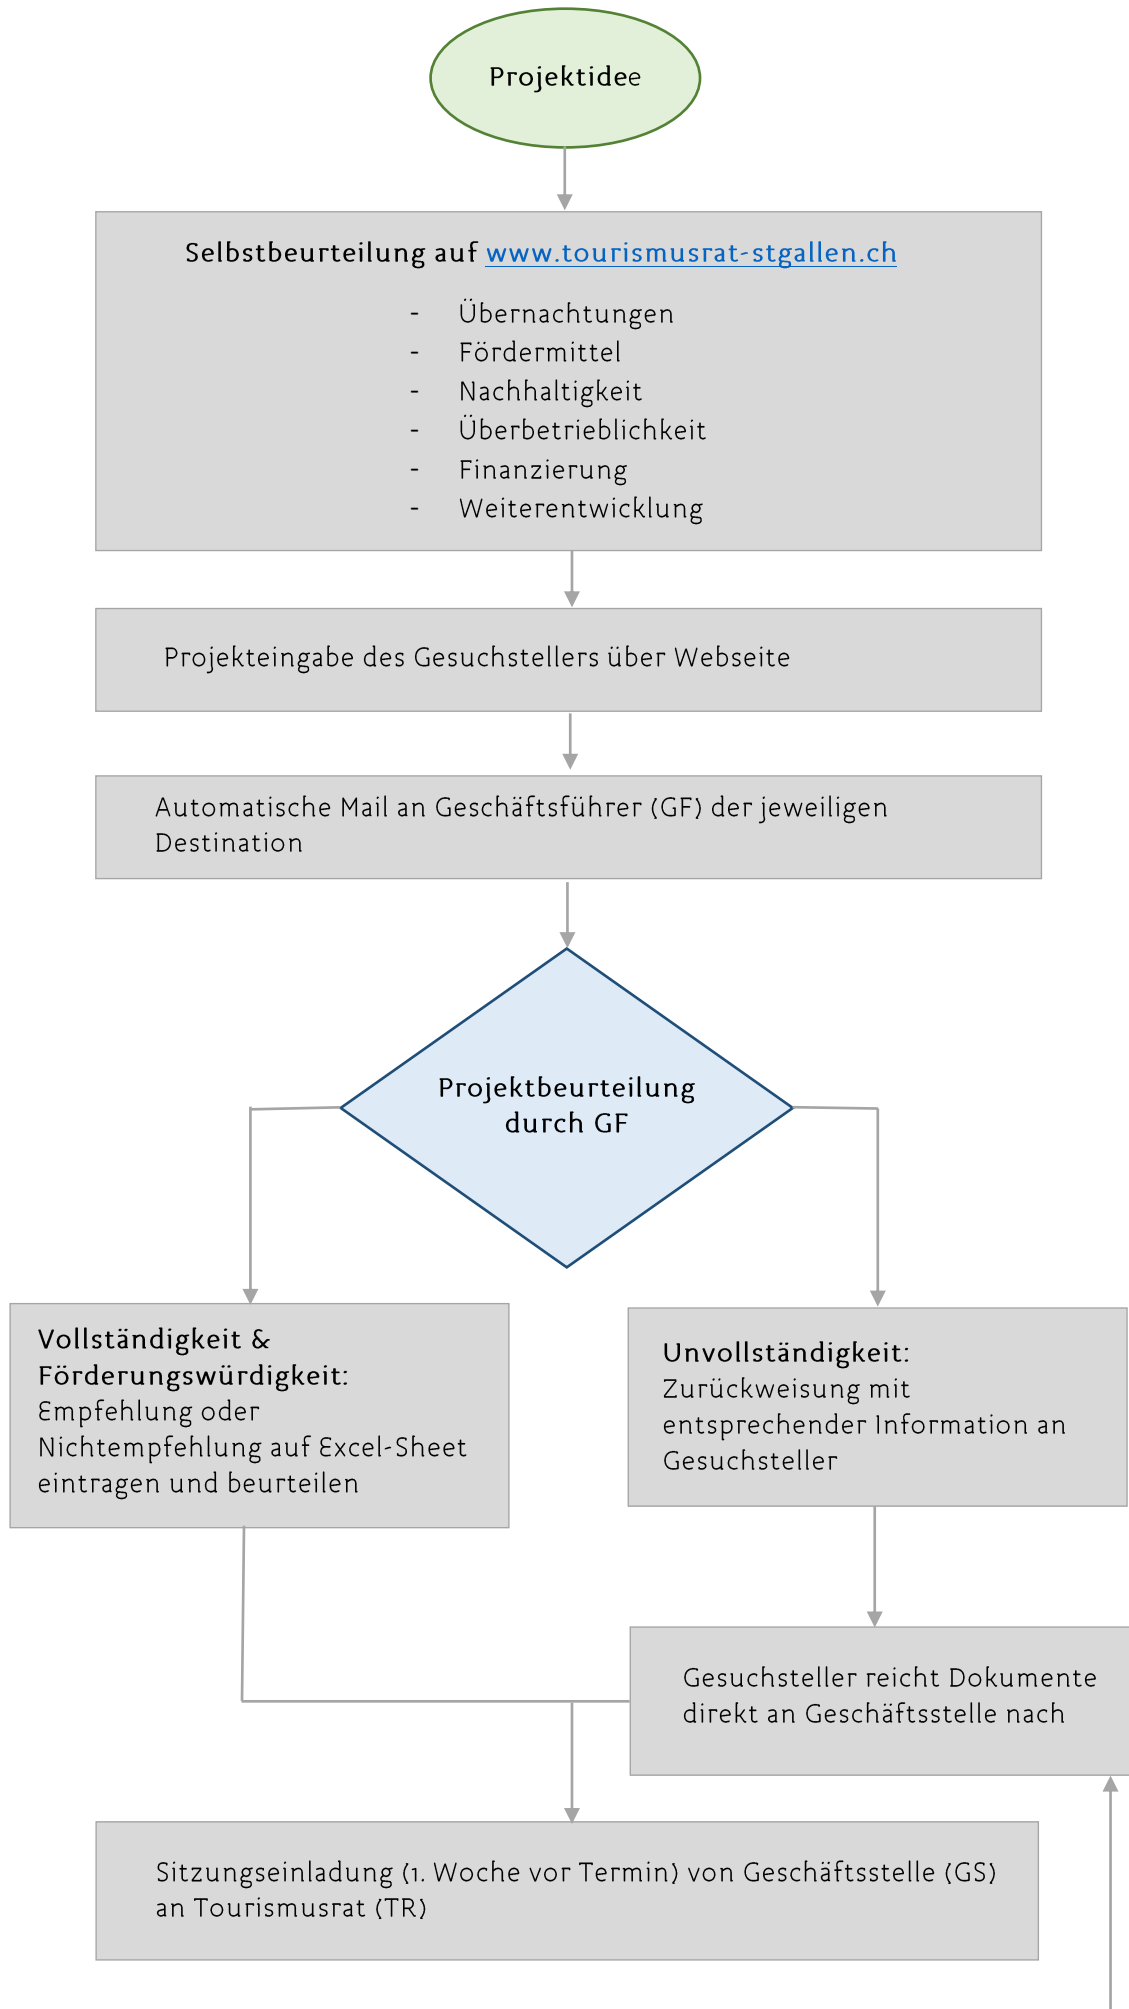 Projektidee
Selbstbeurteilung auf www.tourismusrat-stgallen.ch
- Übernachtungen
- Fördermittel
- Nachhaltigkeit
- Überbetrieblichkeit
- Finanzierung
- Weiterentwicklung
Projekteingabe des Gesuchstellers über Webseite
Automatische Mail an Geschäftsführer (GF) der jeweiligen
Destination
Projektbeurteilung
durch GF
Vollständigkeit &
Förderungswürdigkeit:
Empfehlung oder
Nichtempfehlung auf Excel-Sheet
eintragen und beurteilen
Unvollständigkeit:
Zurückweisung mit
entsprechender Information an
Gesuchsteller
Gesuchsteller reicht Dokumente
direkt an Geschäftsstelle nach
Sitzungseinladung (1. Woche vor Termin) von Geschäftsstelle (GS)
an Tourismusrat (TR)